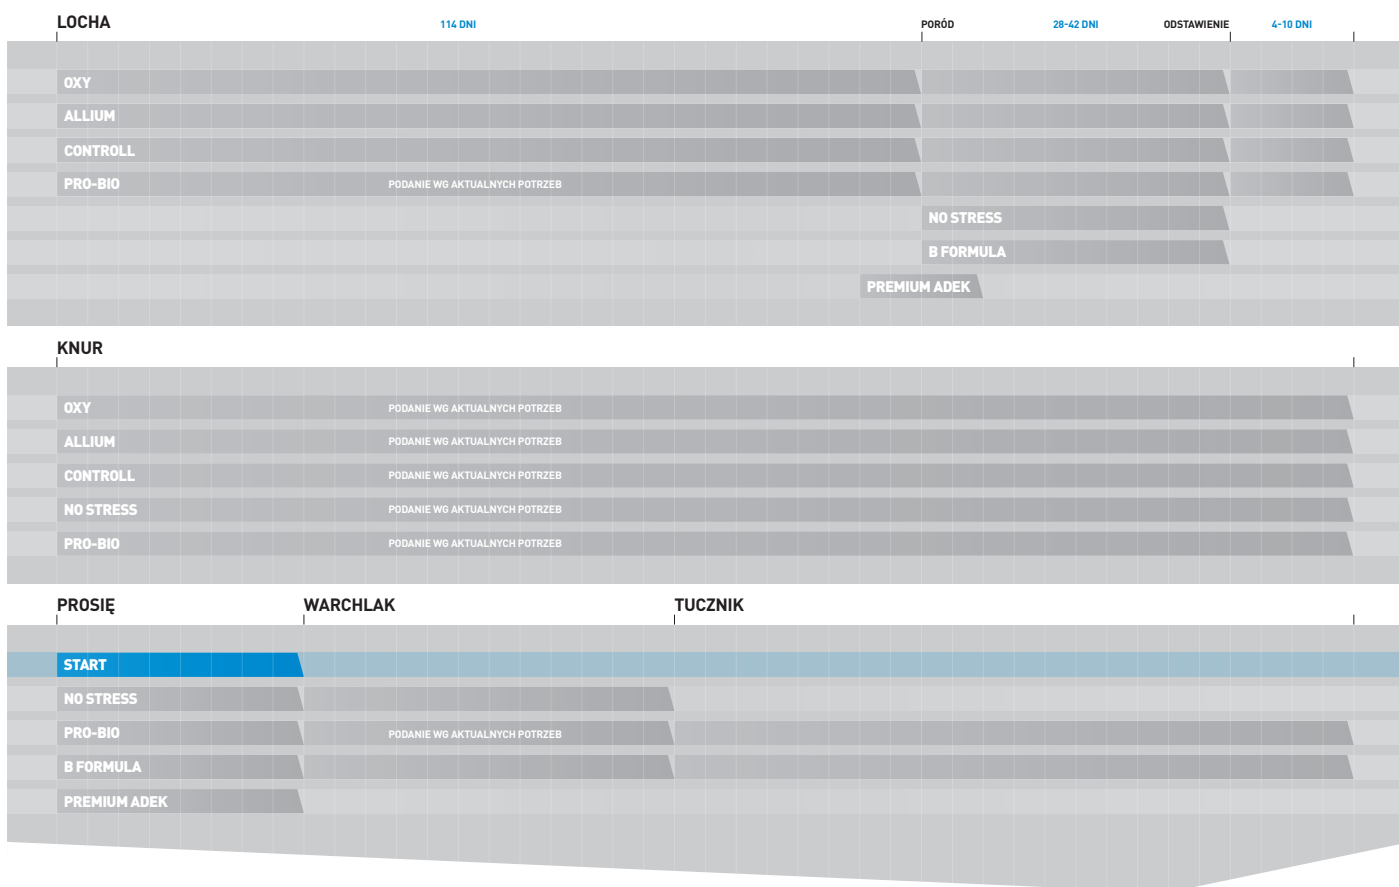 LOCHA 114 DNI PORÓD 28-42 DNI ODSTAWIENIE 4-10 DNI
OXY
ALLIUM
CONTROLL
PRO-BIO PODANIE WG AKTUALNYCH POTRZEB
NO STRESS
B FORMULA
PREMIUM ADEK
KNUR
OXY PODANIE WG AKTUALNYCH POTRZEB
ALLIUM PODANIE WG AKTUALNYCH POTRZEB
CONTROLL PODANIE WG AKTUALNYCH POTRZEB
NO STRESS PODANIE WG AKTUALNYCH POTRZEB
PRO-BIO PODANIE WG AKTUALNYCH POTRZEB
PROSIĘ WARCHLAK TUCZNIK
START
NO STRESS
PRO-BIO PODANIE WG AKTUALNYCH POTRZEB
B FORMULA
PREMIUM ADEK